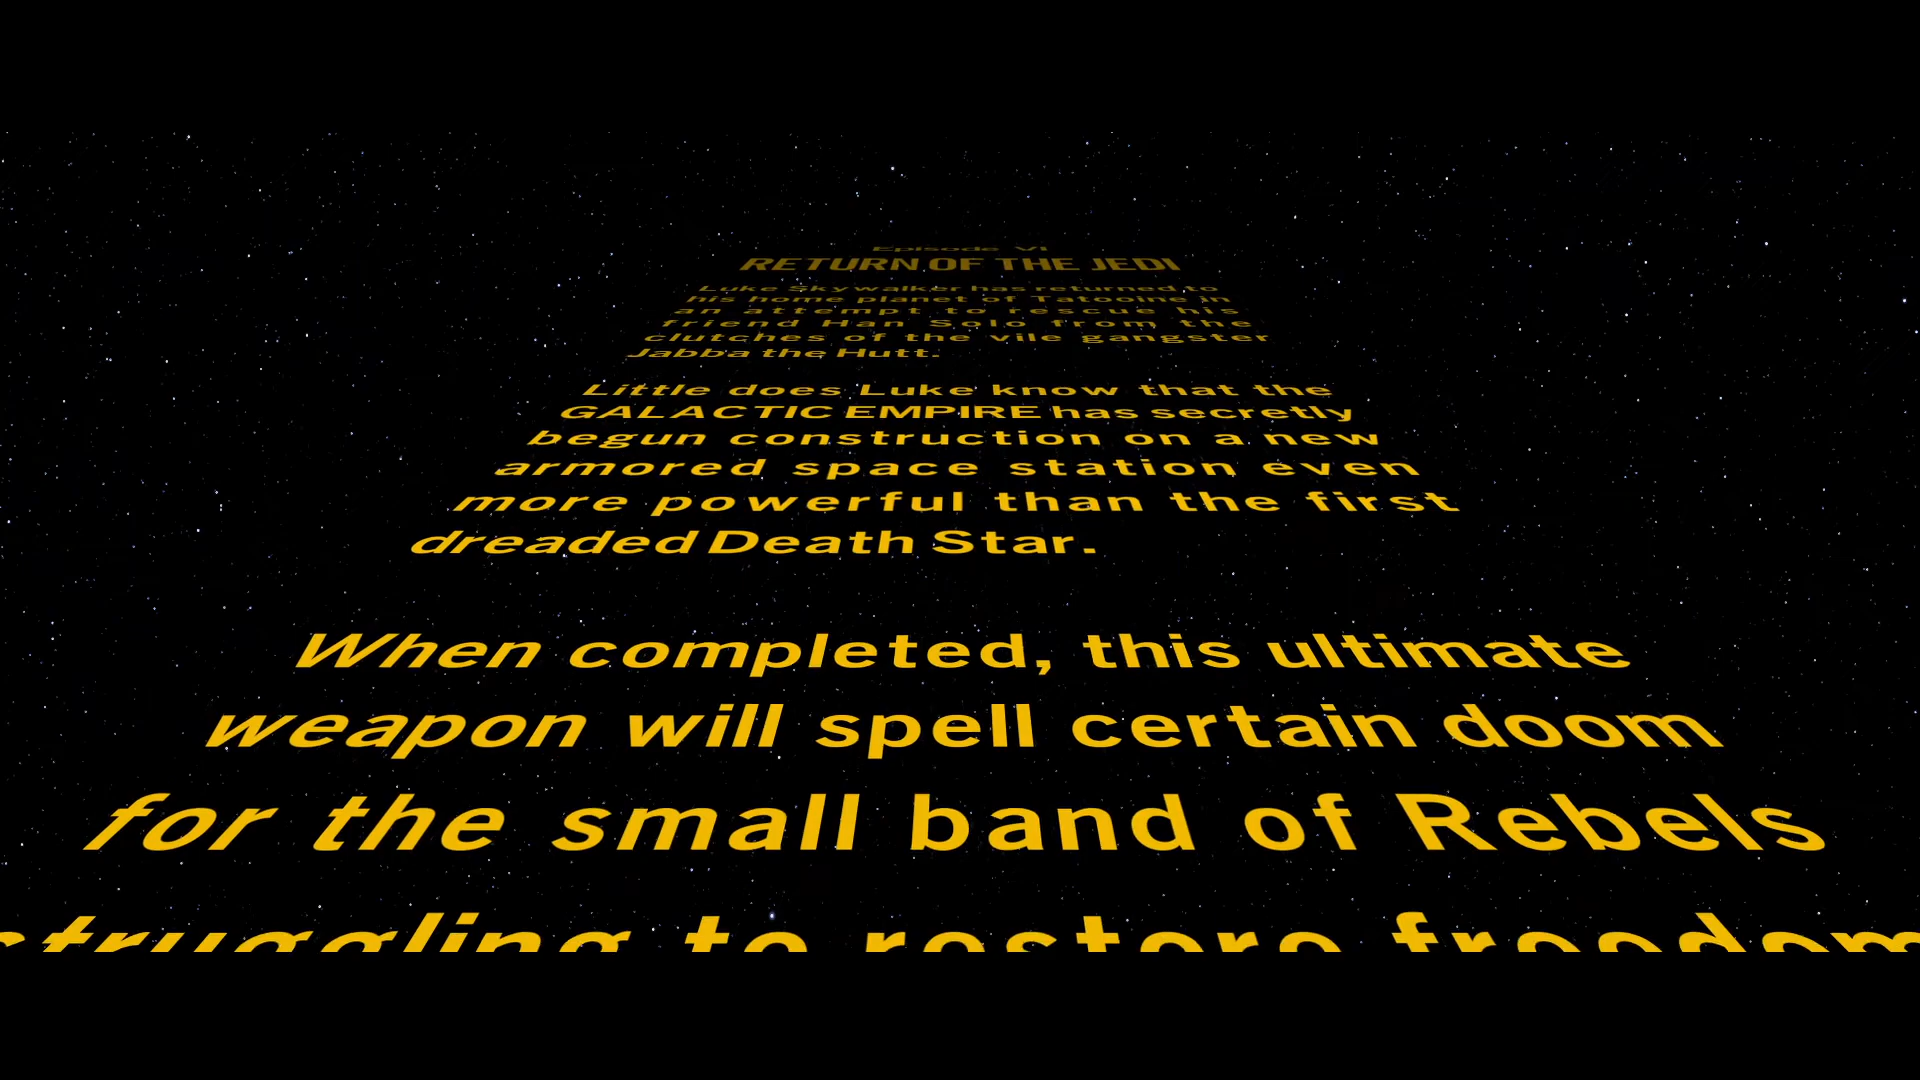 Episode VI
RETURN OF THE JEDI
Luke Skywalker has returned to
his home planet of Tatooine in
an attempt to rescue his
friend Han Solo from the
clutches of the vile gangster
Jabba the Hutt.
Little does Luke know that the
GALACTIC EMPIRE has secretly
begun construction on a new
armored space station even
more powerful than the first
dreaded Death Star.
When completed, this ultimate
weapon will spell certain doom
for the small band of Rebels
struggling to restore freedom